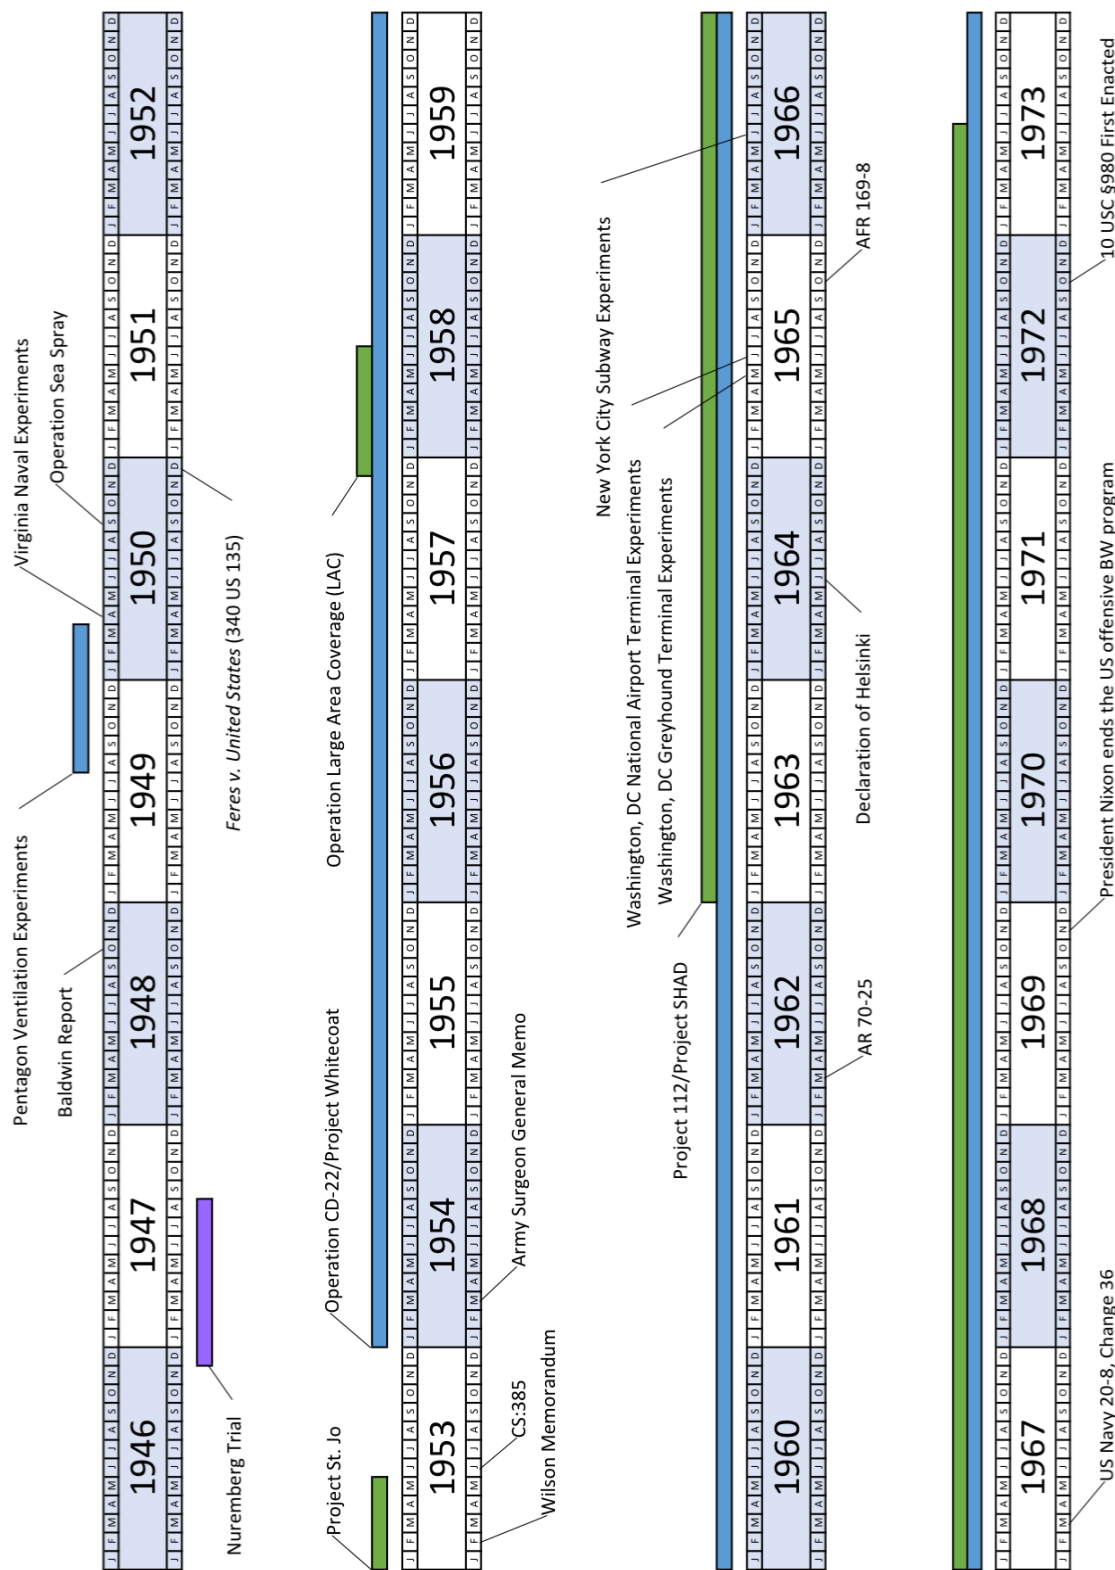 Pentagon Ventilation Experiments
Baldwin Report
Virginia Naval Experiments
Operation Sea Spray
J F M A M J J A S O N D J F M A M J J A S O N D J F M A M J J A S O N D J F M A M J J A S O N D J F M A M J J A S O N D J F M A M J J A S O N D J F M A M J J A S O N D
1946 1947 1948 1949 1950 1951 1952
J F M A M J J A S O N D J F M A M J J A S O N D J F M A M J J A S O N D J F M A M J J A S O N D J F M A M J J A S O N D J F M A M J J A S O N D J F M A M J J A S O N D
Nuremberg Trial
Feres v. United States (340 US 135)
Project St. Jo
Operation CD-22/Project Whitecoat
Operation Large Area Coverage (LAC)
J F M A M J J A S O N D J F M A M J J A S O N D J F M A M J J A S O N D J F M A M J J A S O N D J F M A M J J A S O N D J F M A M J J A S O N D J F M A M J J A S O N D
1953 1954 1955 1956 1957 1958 1959
J F M A M J J A S O N D J F M A M J J A S O N D J F M A M J J A S O N D J F M A M J J A S O N D J F M A M J J A S O N D J F M A M J J A S O N D J F M A M J J A S O N D
CS:385
Army Surgeon General Memo
Wilson Memorandum
New York City Subway Experiments
Washington, DC National Airport Terminal Experiments
Washington, DC Greyhound Terminal Experiments
Project 112/Project SHAD
J F M A M J J A S O N D J F M A M J J A S O N D J F M A M J J A S O N D J F M A M J J A S O N D J F M A M J J A S O N D J F M A M J J A S O N D J F M A M J J A S O N D
1960 1961 1962 1963 1964 1965 1966
J F M A M J J A S O N D J F M A M J J A S O N D J F M A M J J A S O N D J F M A M J J A S O N D J F M A M J J A S O N D J F M A M J J A S O N D J F M A M J J A S O N D
AR 70-25
Declaration of Helsinki
AFR 169-8
J F M A M J J A S O N D J F M A M J J A S O N D J F M A M J J A S O N D J F M A M J J A S O N D J F M A M J J A S O N D J F M A M J J A S O N D J F M A M J J A S O N D
1967 1968 1969 1970 1971 1972 1973
J F M A M J J A S O N D J F M A M J J A S O N D J F M A M J J A S O N D J F M A M J J A S O N D J F M A M J J A S O N D J F M A M J J A S O N D J F M A M J J A S O N D
US Navy 20-8, Change 36
President Nixon ends the US offensive BW program
10 USC §980 First Enacted